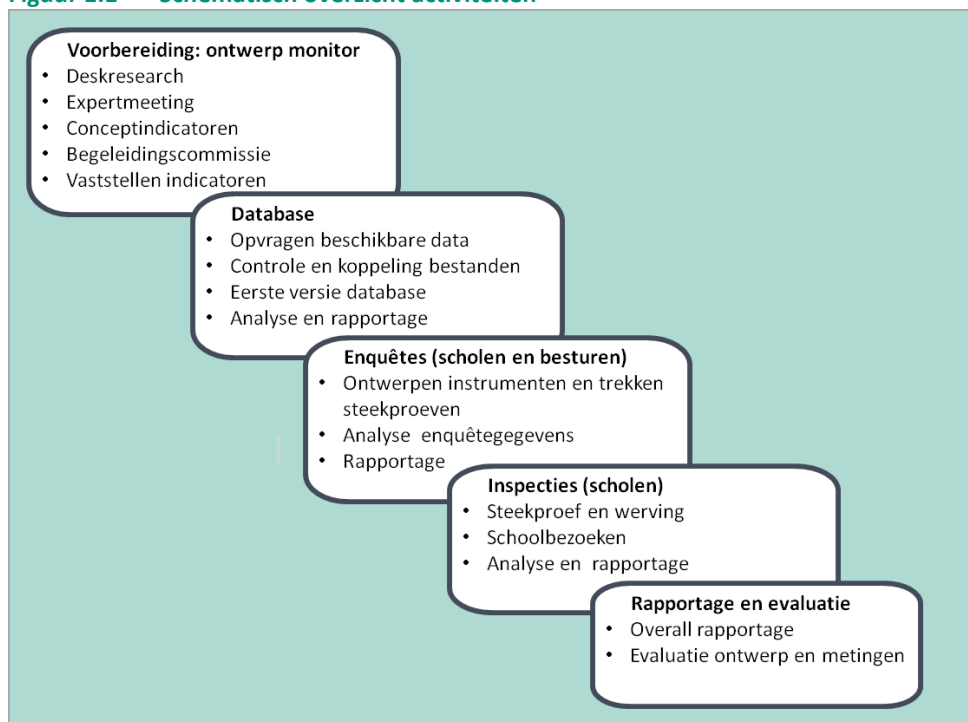 Figuur 1.1 Schematisch overzicht activiteiten
Voorbereiding: ontwerp monitor
• Deskresearch
• Expertmeeting
• Conceptindicatoren
• Begeleidingscommissie
• Vaststellen indicatoren
Database
• Opvragen beschikbare data
• Controle en koppeling bestanden
• Eerste versie database
• Analyse en rapportage
Enquêtes (scholen en besturen)
• Ontwerpen instrumenten en trekken
steekproeven
• Analyse enquêtegegevens
• Rapportage
Inspecties (scholen)
• Steekproef en werving
• Schoolbezoeken
• Analyse en rapportage
Rapportage en evaluatie
• Overall rapportage
• Evaluatie ontwerp en metingen